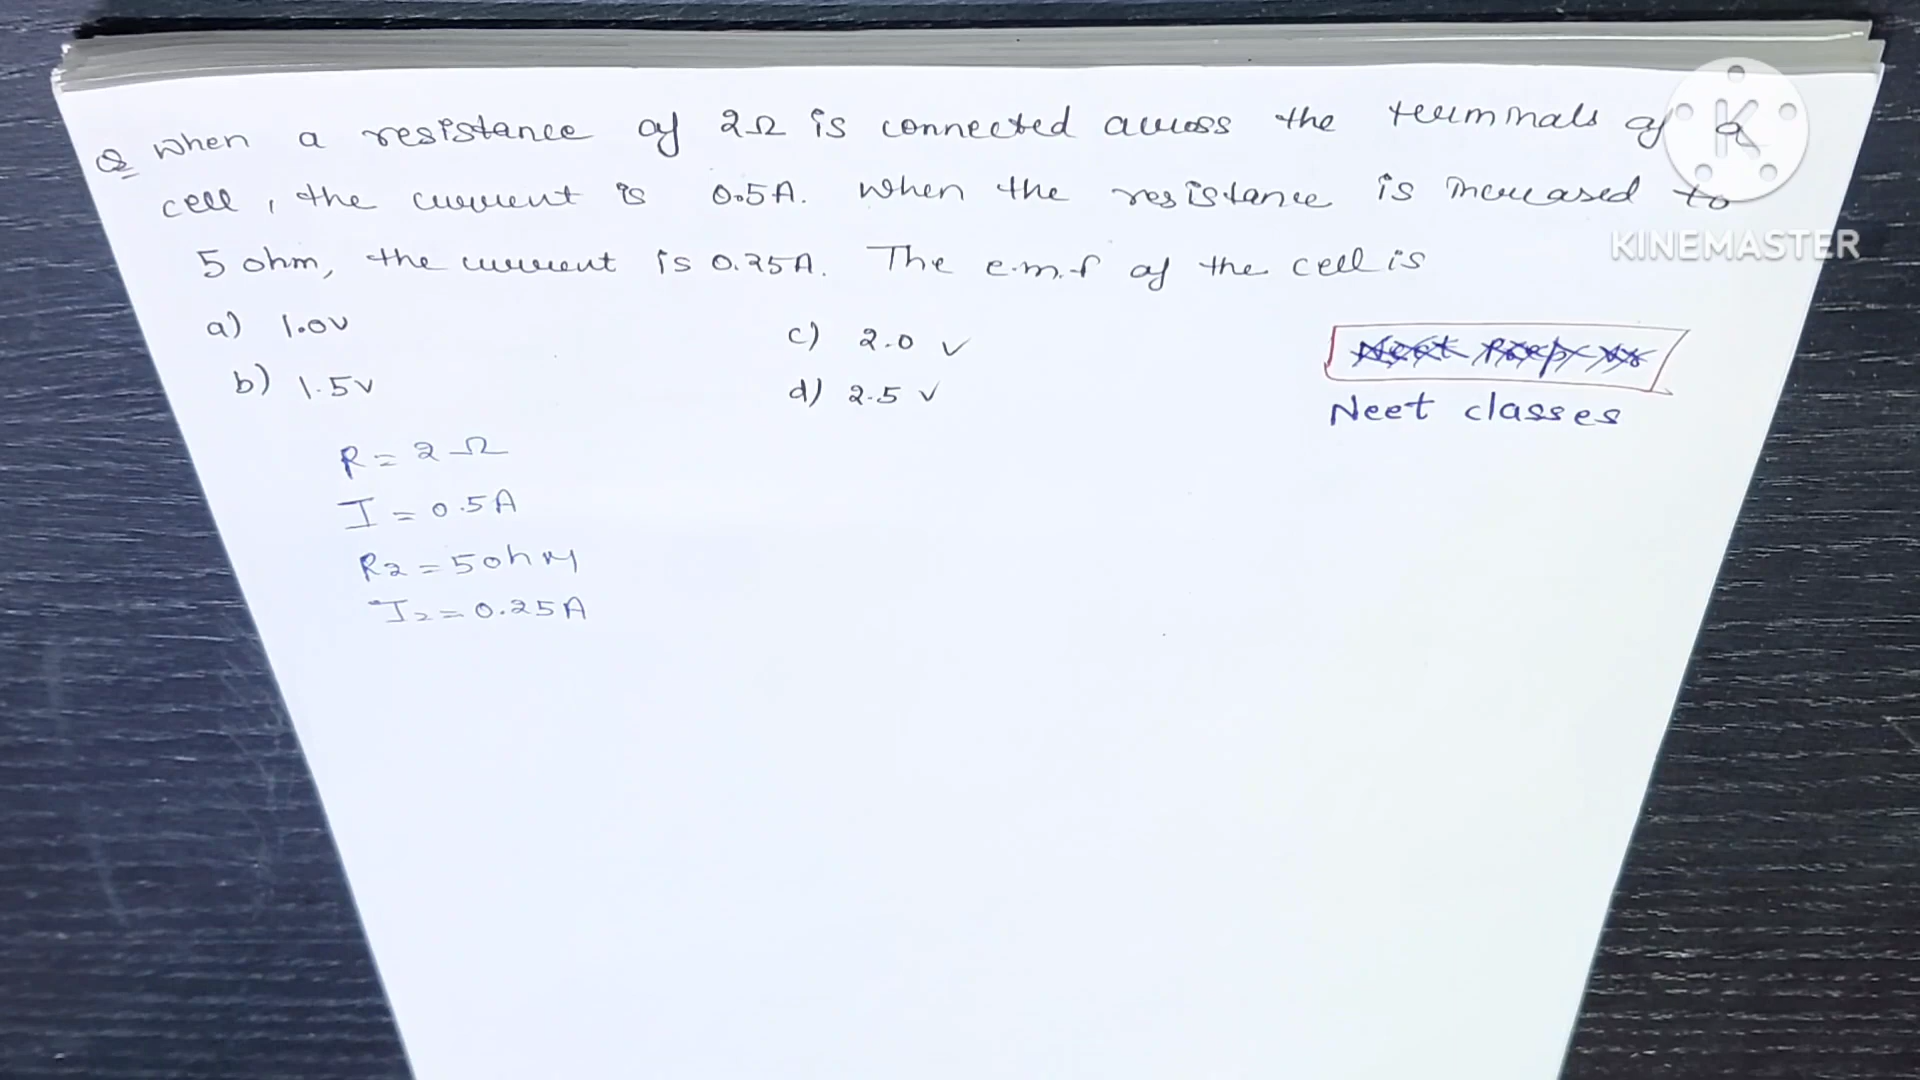 Q When a resistance of 2Ω is connected across the terminals of a
cell, the current is 0.5A. When the resistance is increased to
5 ohm, the current is 0.25A. The e.m.f of the cell is
a) 1.0v
c) 2.0 v
b) 1.5v
d) 2.5 v
Neet classes
R = 2 Ω
I = 0.5A
R2 = 5ohm
I2 = 0.25A
K
KINEMASTER